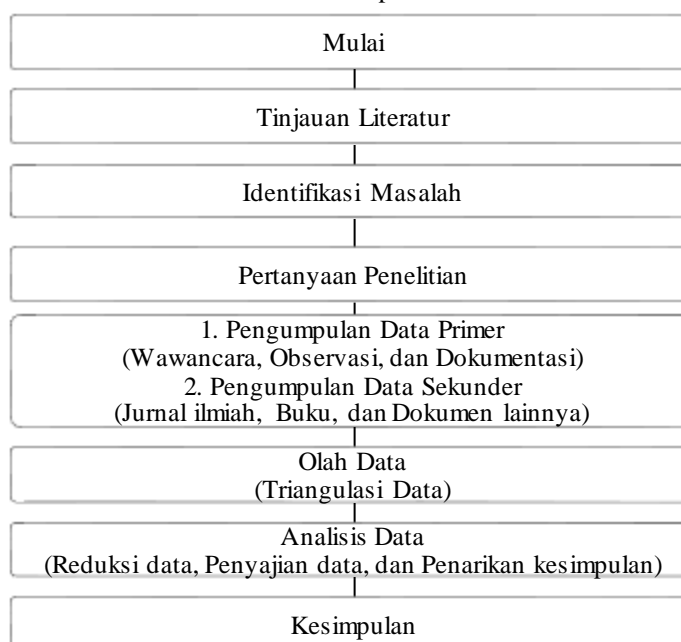 Mulai
Tinjauan Literatur
Identifikasi Masalah
Pertanyaan Penelitian
1. Pengumpulan Data Primer
(Wawancara, Observasi, dan Dokumentasi)
2. Pengumpulan Data Sekunder
(Jurnal ilmiah, Buku, dan Dokumen lainnya)
Olah Data
(Triangulasi Data)
Analisis Data
(Reduksi data, Penyajian data, dan Penarikan kesimpulan)
Kesimpulan